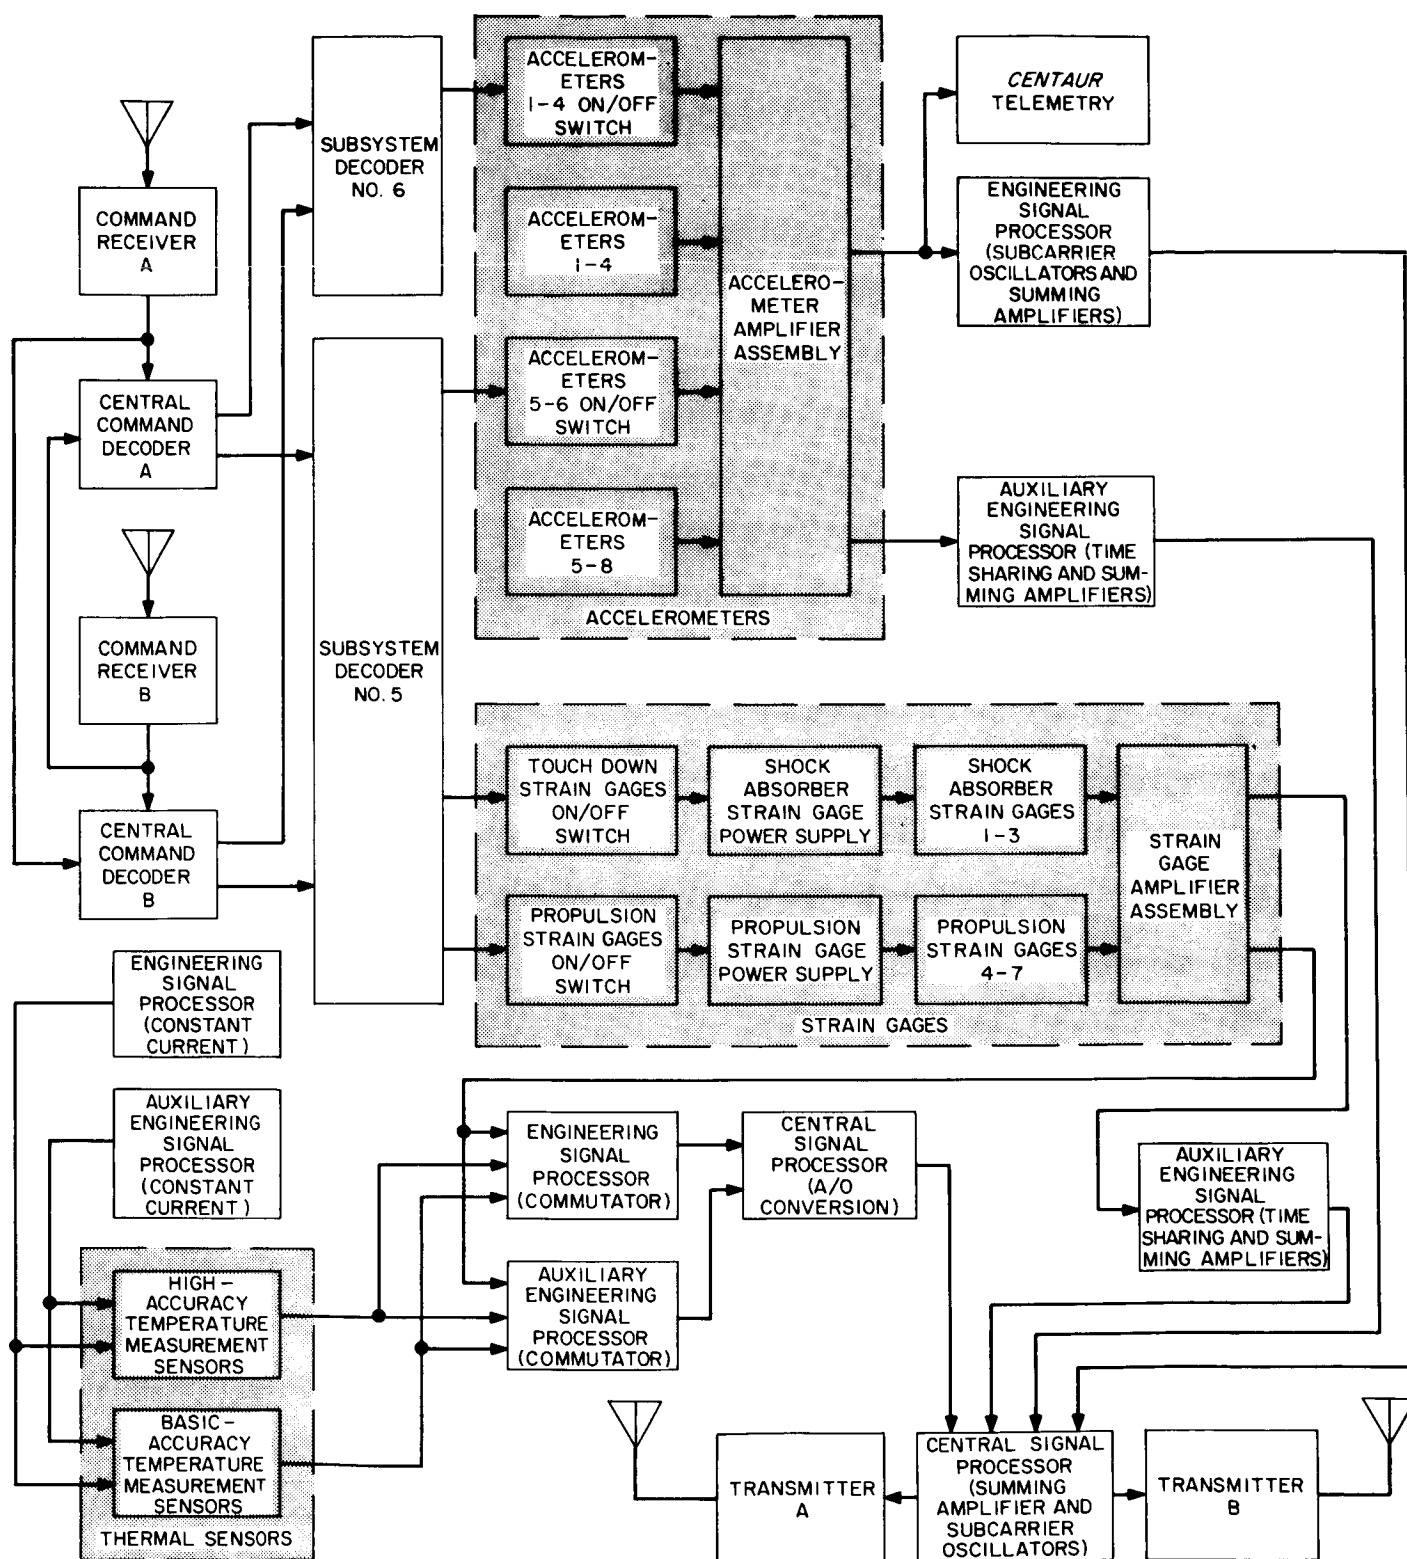 ACCELEROM-
ETERS
1-4 ON/OFF
SWITCH
CENTAUR
TELEMETRY
SUBSYSTEM
DECODER
NO. 6
COMMAND
RECEIVER
A
ACCELEROM-
ETERS
1-4
ACCELERO-
METER
AMPLIFIER
ASSEMBLY
ENGINEERING
SIGNAL
PROCESSOR
(SUBCARRIER
OSCILLATORS AND
SUMMING
AMPLIFIERS)
CENTRAL
COMMAND
DECODER
A
ACCELEROM-
ETERS
5-6 ON/OFF
SWITCH
ACCELEROM-
ETERS
5-8
ACCELEROMETERS
AUXILIARY
ENGINEERING
SIGNAL
PROCESSOR (TIME
SHARING AND SUM-
MING AMPLIFIERS)
COMMAND
RECEIVER
B
SUBSYSTEM
DECODER
NO. 5
CENTRAL
COMMAND
DECODER
B
TOUCH DOWN
STRAIN GAGES
ON/OFF
SWITCH
SHOCK
ABSORBER
STRAIN GAGE
POWER SUPPLY
SHOCK
ABSORBER
STRAIN GAGES
1-3
STRAIN
GAGE
AMPLIFIER
ASSEMBLY
PROPULSION
STRAIN GAGES
ON/OFF
SWITCH
PROPULSION
STRAIN GAGE
POWER SUPPLY
PROPULSION
STRAIN GAGES
4-7
STRAIN GAGES
ENGINEERING
SIGNAL
PROCESSOR
(CONSTANT
CURRENT)
AUXILIARY
ENGINEERING
SIGNAL
PROCESSOR
(CONSTANT
CURRENT)
ENGINEERING
SIGNAL
PROCESSOR
(COMMUTATOR)
CENTRAL
SIGNAL
PROCESSOR
(A/O
CONVERSION)
AUXILIARY
ENGINEERING
SIGNAL
PROCESSOR (TIME
SHARING AND SUM-
MING AMPLIFIERS)
HIGH-
ACCURACY
TEMPERATURE
MEASUREMENT
SENSORS
AUXILIARY
ENGINEERING
SIGNAL
PROCESSOR
(COMMUTATOR)
BASIC-
ACCURACY
TEMPERATURE
MEASUREMENT
SENSORS
THERMAL SENSORS
TRANSMITTER
A
CENTRAL SIGNAL
PROCESSOR
(SUMMING
AMPLIFIER AND
SUBCARRIER
OSCILLATORS)
TRANSMITTER
B